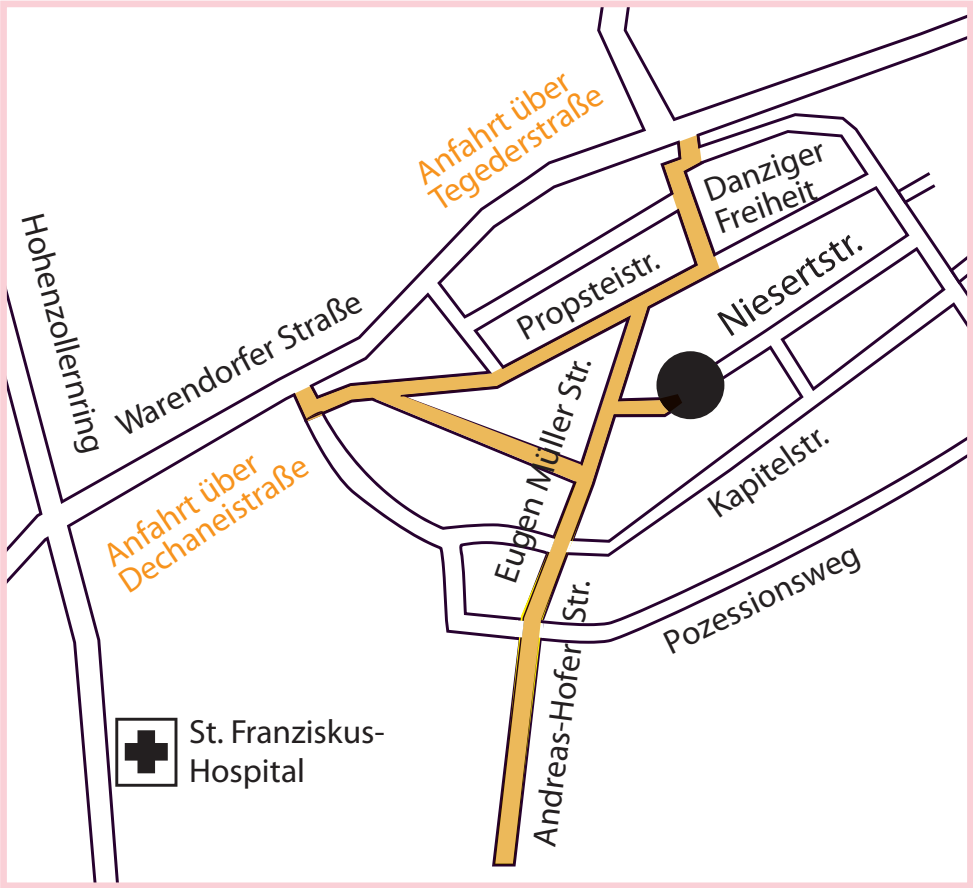 Anfahrt über
Tegederstraße
Danziger
Freiheit
Hohenzollernring
Propsteistr.
Niesertstr.
Warendorfer Straße
Eugen Müller Str.
Anfahrt über
Dechaneistraße
Kapitelstr.
Pozessionsweg
Andreas-Hofer Str.
St. Franziskus-
Hospital